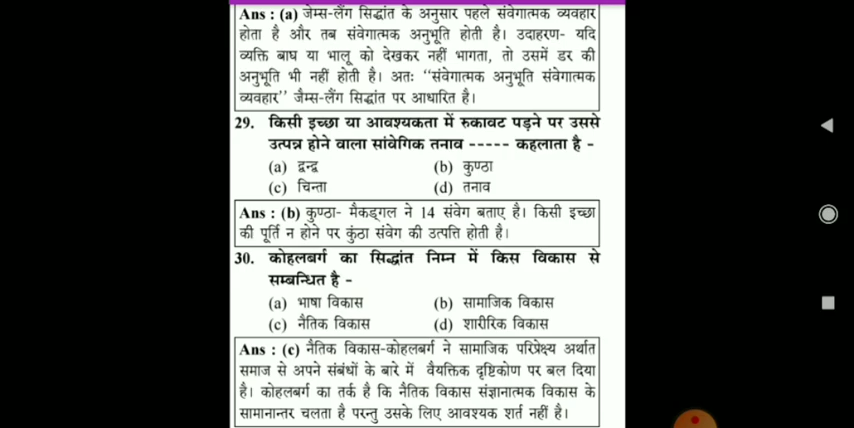 Ans : (a) जेम्स-लैंग सिद्धांत के अनुसार पहले संवेगात्मक व्यवहार
होता है और तब संवेगात्मक अनुभूति होती है। उदाहरण- यदि
व्यक्ति बाघ या भालू को देखकर नहीं भागता, तो उसमें डर की
अनुभूति भी नहीं होती है। अतः ‘‘संवेगात्मक अनुभूति संवेगात्मक
व्यवहार’’ जैम्स-लैंग सिद्धांत पर आधारित है।
29. किसी इच्छा या आवश्यकता में रुकावट पड़ने पर उससे
उत्पन्न होने वाला सांवेगिक तनाव ----- कहलाता है -
(a) द्वन्द्व (b) कुण्ठा
(c) चिन्ता (d) तनाव
Ans : (b) कुण्ठा- मैकड्गल ने 14 संवेग बताए है। किसी इच्छा
की पूर्ति न होने पर कुंठा संवेग की उत्पत्ति होती है।
30. कोहलबर्ग का सिद्धांत निम्न में किस विकास से
सम्बन्धित है -
(a) भाषा विकास (b) सामाजिक विकास
(c) नैतिक विकास (d) शारीरिक विकास
Ans : (c) नैतिक विकास-कोहलबर्ग ने सामाजिक परिप्रेक्ष्य अर्थात
समाज से अपने संबंधों के बारे में वैयक्तिक दृष्टिकोण पर बल दिया
है। कोहलबर्ग का तर्क है कि नैतिक विकास संज्ञानात्मक विकास के
सामानान्तर चलता है परन्तु उसके लिए आवश्यक शर्त नहीं है।